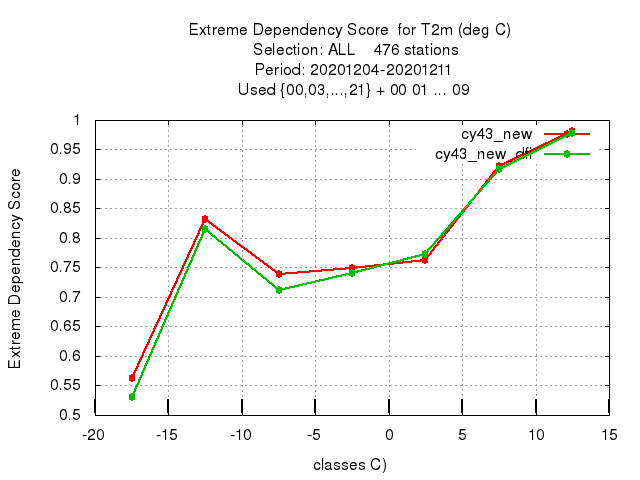 Extreme Dependency Score for T2m (deg C)
Selection: ALL 476 stations
Period: 20201204-20201211
Used {00,03,...,21} + 00 01 ... 09
Extreme Dependency Score
1
0.95
0.9
0.85
0.8
0.75
0.7
0.65
0.6
0.55
0.5
cy43_new
cy43_new_dfi
-20 -15 -10 -5 0 5 10 15
classes C)